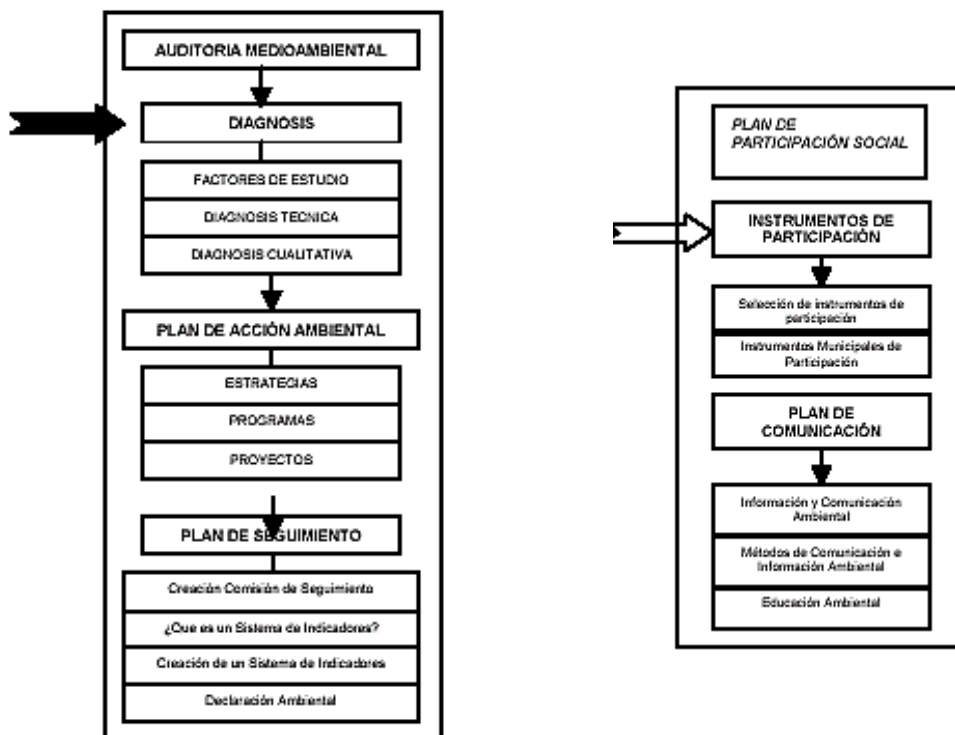 AUDITORIA MEDIOAMBIENTAL
DIAGNOSIS
FACTORES DE ESTUDIO
DIAGNOSIS TECNICA
DIAGNOSIS CUALITATIVA
PLAN DE ACCIÓN AMBIENTAL
ESTRATEGIAS
PROGRAMAS
PROYECTOS
PLAN DE SEGUIMIENTO
Creación Comisión de Seguimiento
¿Que es un Sistema de Indicadores?
Creación de un Sistema de Indicadores
Declaración Ambiental
PLAN DE
PARTICIPACIÓN SOCIAL
INSTRUMENTOS DE
PARTICIPACIÓN
Selección de instrumentos de
participación
Instrumentos Municipales de
Participación
PLAN DE
COMUNICACIÓN
Información y Comunicación
Ambiental
Métodos de Comunicación e
Información Ambiental
Educación Ambiental